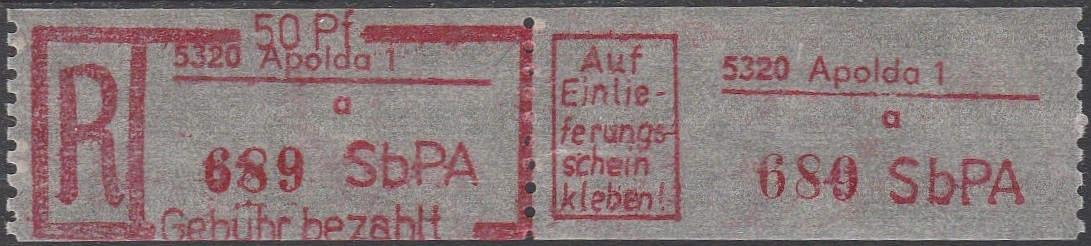 50 Pf
R
5320 Apolda 1
a
689 SbPA
Gebühr bezahlt
Auf
Einlie-
ferungs-
schein
kleben!
5320 Apolda 1
a
689 SbPA